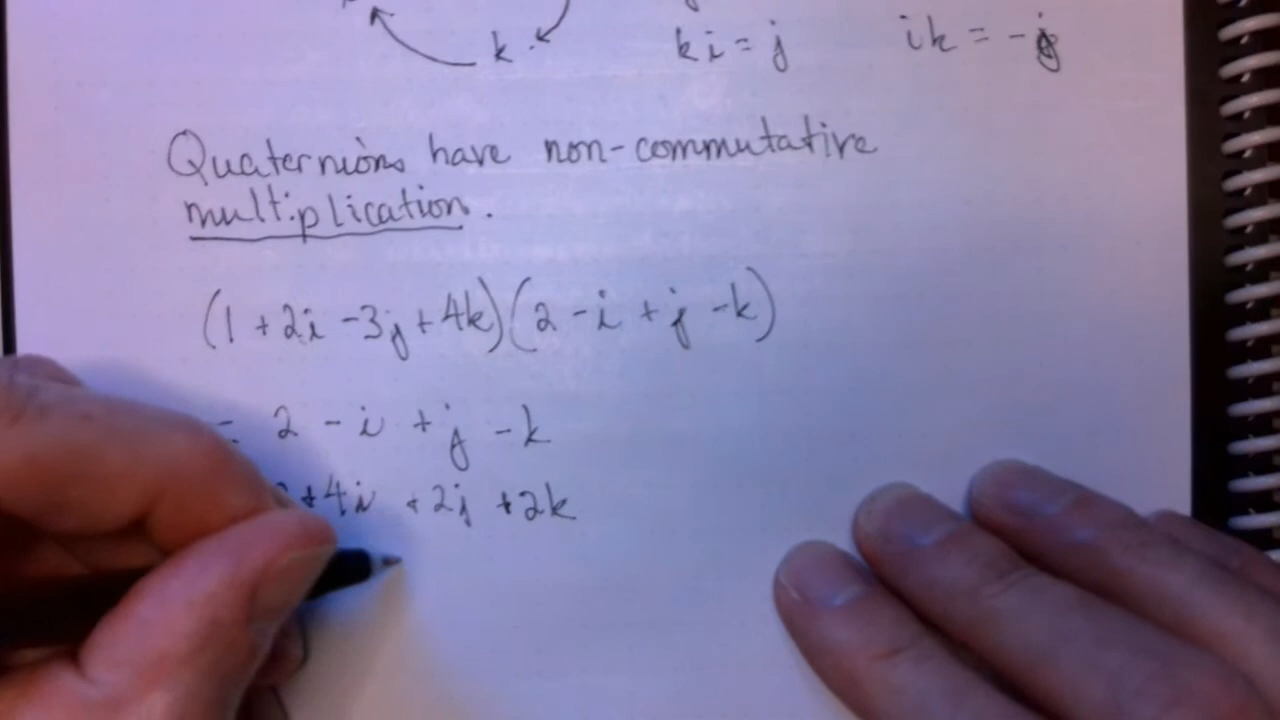 k ki = j ik = -j
Quaternions have non-commutative
multiplication.
(1 + 2i - 3j + 4k)(2 - i + j - k)
= 2 - i + j - k
+ 4i + 2j + 2k